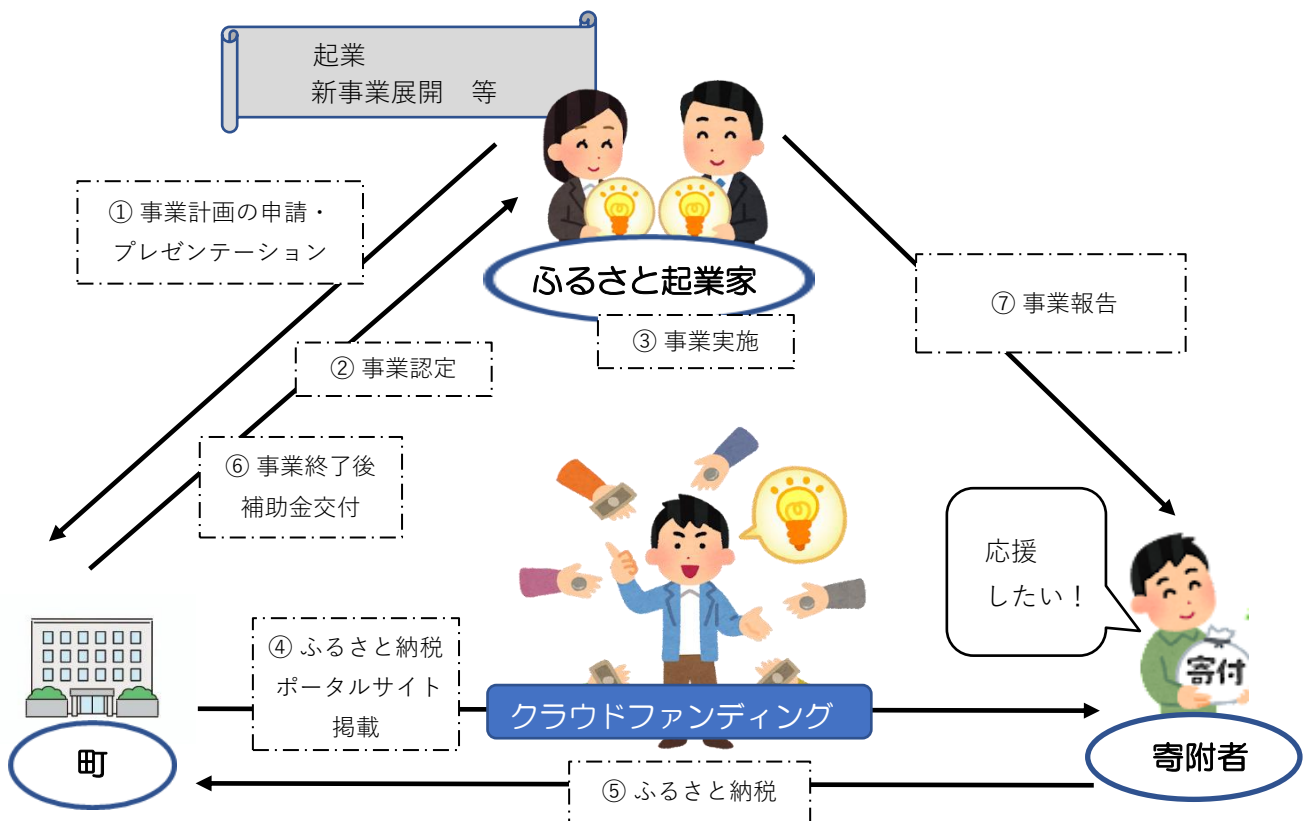 起業
新事業展開　等
① 事業計画の申請・
プレゼンテーション
ふるさと起業家
③ 事業実施
⑦ 事業報告
② 事業認定
⑥ 事業終了後
補助金交付
応援
したい！
寄付
④ ふるさと納税
ポータルサイト
掲載
クラウドファンディング
町
寄附者
⑤ ふるさと納税